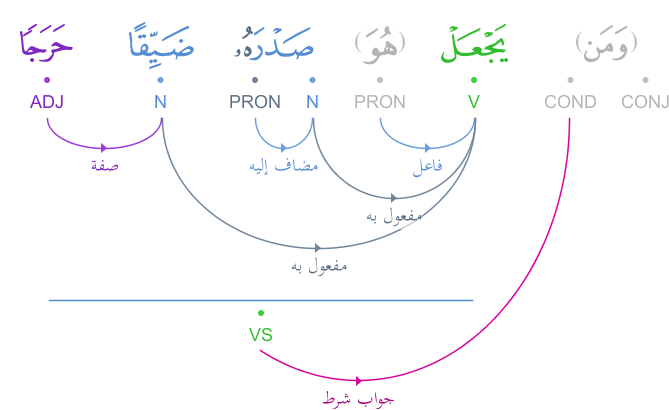 (وَمَن) يَجْعَلْ (هُوَ) صَدْرَهُۥ ضَيِّقًا حَرَجًا
CONJ COND V PRON N PRON N ADJ
فاعل مضاف إليه صفة
مفعول به
مفعول به
VS
جواب شرط